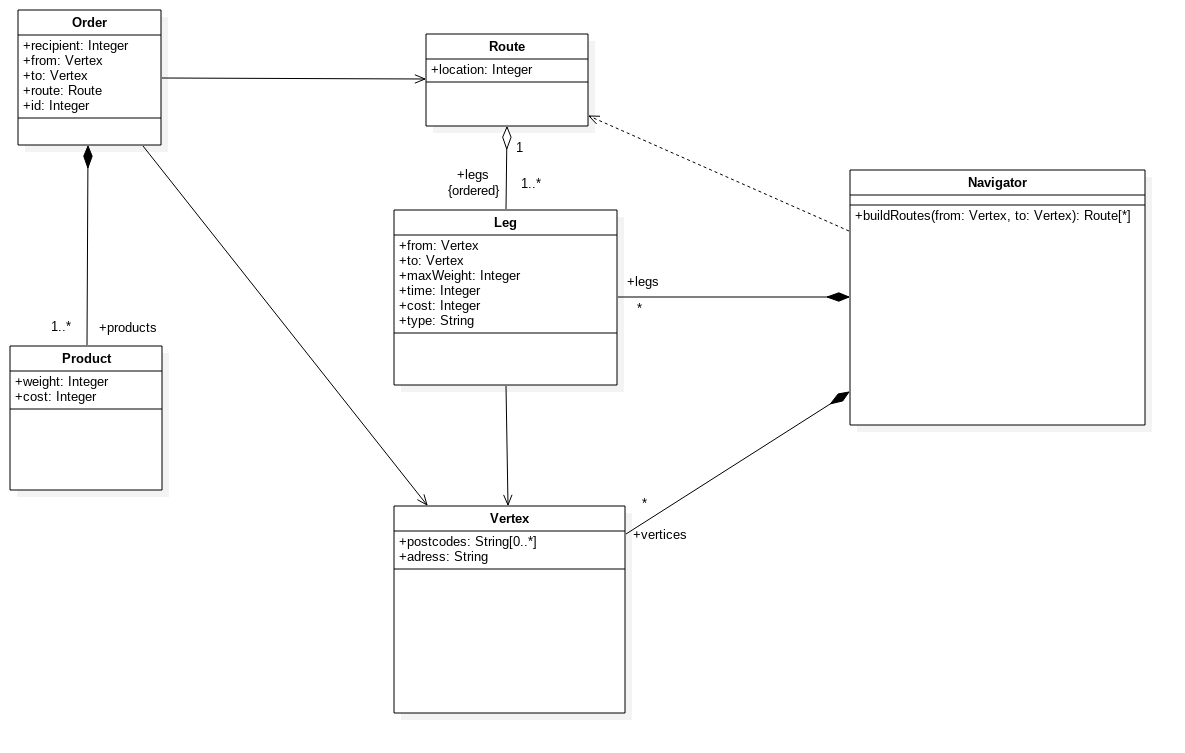 Order
+recipient: Integer
+from: Vertex
+to: Vertex
+route: Route
+id: Integer
Route
+location: Integer
1
+legs
{ordered}
1..*
Navigator
+buildRoutes(from: Vertex, to: Vertex): Route[*]
Leg
+from: Vertex
+to: Vertex
+maxWeight: Integer
+time: Integer
+cost: Integer
+type: String
+legs
*
1..*
+products
Product
+weight: Integer
+cost: Integer
*
+vertices
Vertex
+postcodes: String[0..*]
+adress: String